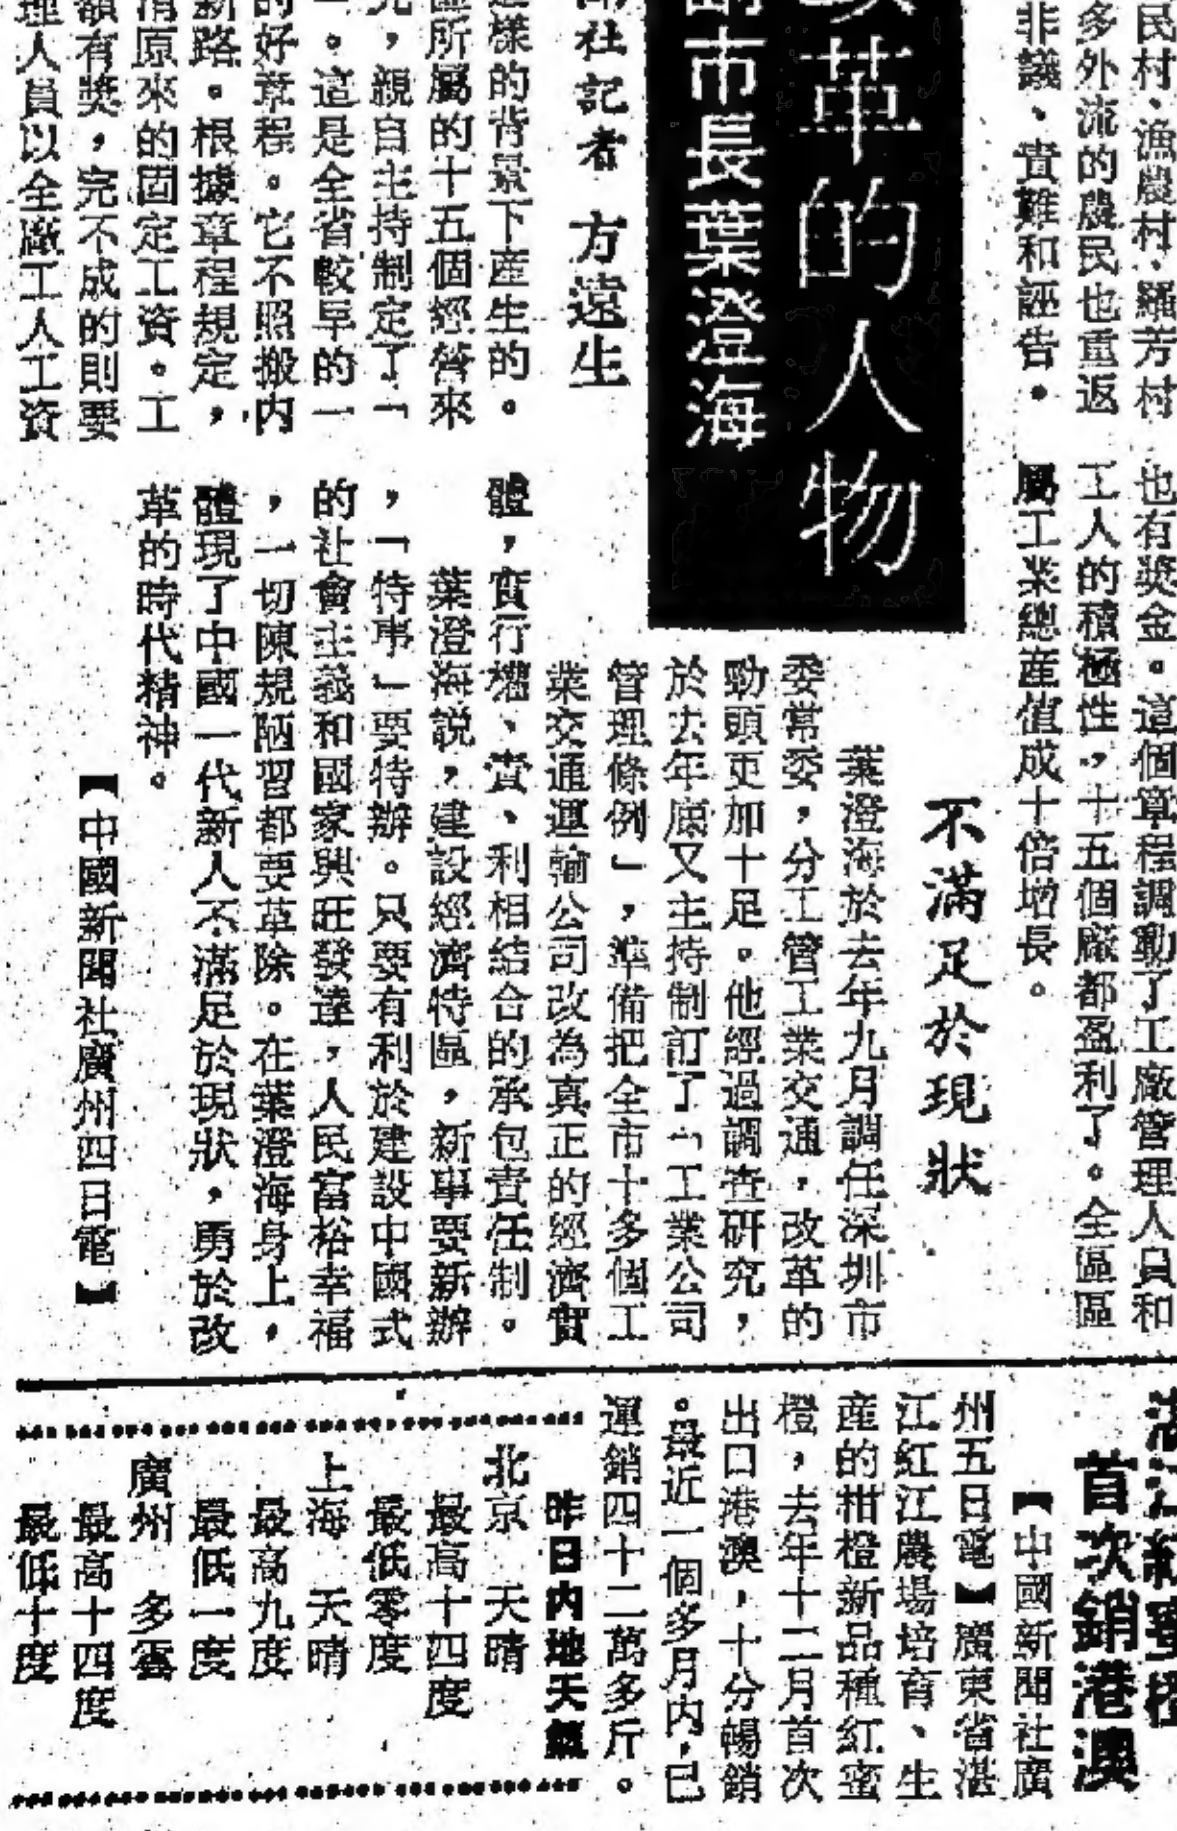 民村、漁農村、羅芳村
多外流的農民也重返
非議、責難和誣告。
革的人物
市長葉澄海
社記者 方遠生
樣的背景下產生的。
所屬的十五個經營來
，親自主持制定了「
。這是全省較早的一
的好章程。它不照搬內
新路。根據章程規定，
原來的固定工資。工
額有獎，完不成的則要
理人員以全廠工人工資
也有獎金。這個章程調動了工廠管理人員和
工人的積極性，十五個廠都盈利了。全區區
屬工業總產值成十倍增長。
不滿足於現狀
葉澄海於去年九月調任深圳市
委常委，分工管工業交通，改革的
勁頭更加十足。他經過調查研究，
於去年底又主持制訂了「工業公司
管理條例」，準備把全市十多個工
業交通運輸公司改為真正的經濟實
體，實行權、責、利相結合的承包責任制。
葉澄海說，建設經濟特區，新事要新辦
，「特事」要特辦。只要有利於建設中國式
的社會主義和國家興旺發達，人民富裕幸福
，一切陳規陋習都要革除。在葉澄海身上，
體現了中國一代新人不滿足於現狀，勇於改
革的時代精神。
【中國新聞社廣州四日電】
首次銷港澳
【中國新聞社廣
州五日電】廣東省湛
江紅江農場培育、生
産的柑橙新品種紅蜜
橙，去年十二月首次
出口港澳，十分暢銷
。最近一個多月内，已
運銷四十二萬多斤。
昨日内地天氣
北京 天晴
最高十四度
最低零度
上海 天晴
最高九度
最低一度
廣州 多雲
最高十四度
最低十度